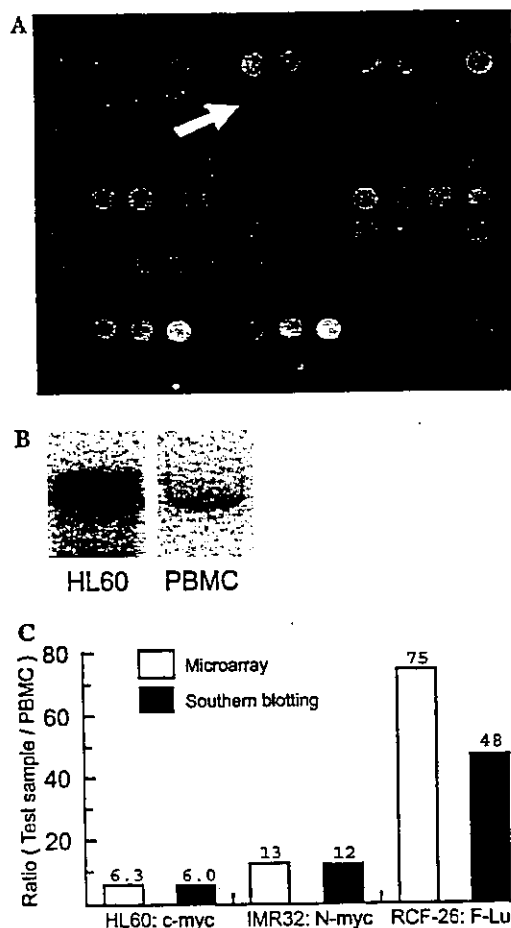 A
B
HL60 PBMC
C
Ratio ( Test sample / PBMC )
80
60
40
20
Microarray
Southern blotting
6.3 6.0 13 12 75 48
HL60: c-myc IMR32: N-myc RCF-26: F-Lu